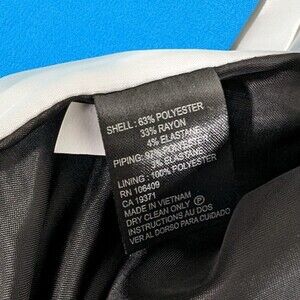 SHELL : 63% POLYESTER
33% RAYON
4% ELASTANE
PIPING: 97% POLYESTER
3% ELASTANE
LINING : 100% POLYESTER
RN 106409
CA 19371
MADE IN VIETNAM
DRY CLEAN ONLY Ⓟ
INSTRUCTIONS AU DOS
VER AL DORSO PARA CUIDADO